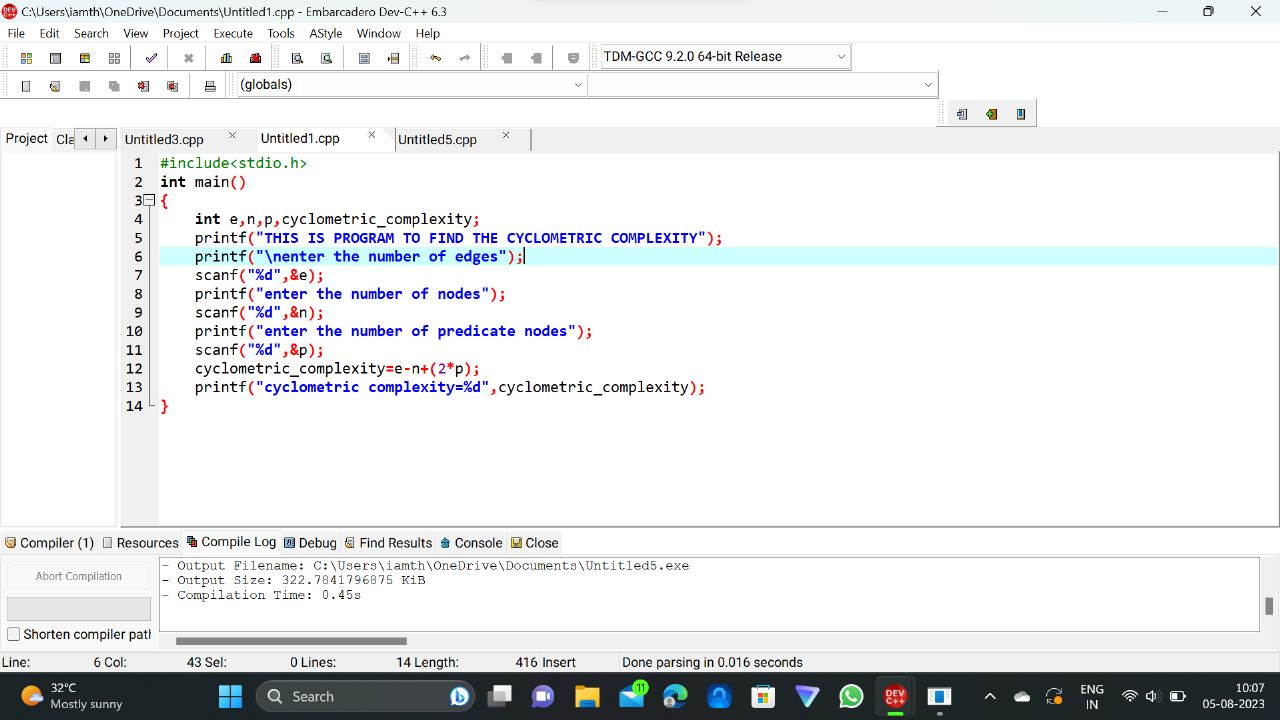 C:\Users\iamth\OneDrive\Documents\Untitled1.cpp - Embarcadero Dev-C++ 6.3
File Edit Search View Project Execute Tools AStyle Window Help
TDM-GCC 9.2.0 64-bit Release
(globals)
Project Cla Untitled3.cpp Untitled1.cpp Untitled5.cpp
1 #include<stdio.h>
2 int main()
3 {
4 int e,n,p,cyclometric_complexity;
5 printf("THIS IS PROGRAM TO FIND THE CYCLOMETRIC COMPLEXITY");
6 printf("\nenter the number of edges");
7 scanf("%d",&e);
8 printf("enter the number of nodes");
9 scanf("%d",&n);
10 printf("enter the number of predicate nodes");
11 scanf("%d",&p);
12 cyclometric_complexity=e-n+(2*p);
13 printf("cyclometric complexity=%d",cyclometric_complexity);
14 }
Compiler (1) Resources Compile Log Debug Find Results Console Close
Abort Compilation
Shorten compiler path
- Output Filename: C:\Users\iamth\OneDrive\Documents\Untitled5.exe
- Output Size: 322.7841796875 KiB
- Compilation Time: 0.45s
Line: 6 Col: 43 Sel: 0 Lines: 14 Length: 416 Insert Done parsing in 0.016 seconds
32°C
Mostly sunny
Search
11
DEV
C++
ENG
IN
10:07
05-08-2023